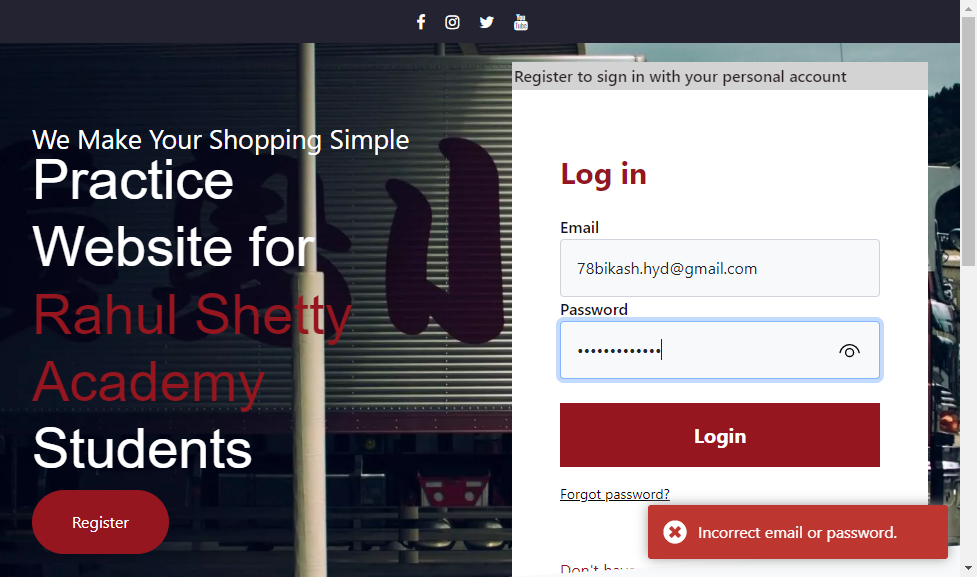 Register to sign in with your personal account
We Make Your Shopping Simple
Practice
Website for
Rahul Shetty
Academy
Students
Register
Log in
Email
78bikash.hyd@gmail.com
Password
•••••••••••••
Login
Forgot password?
Incorrect email or password.
Don't have